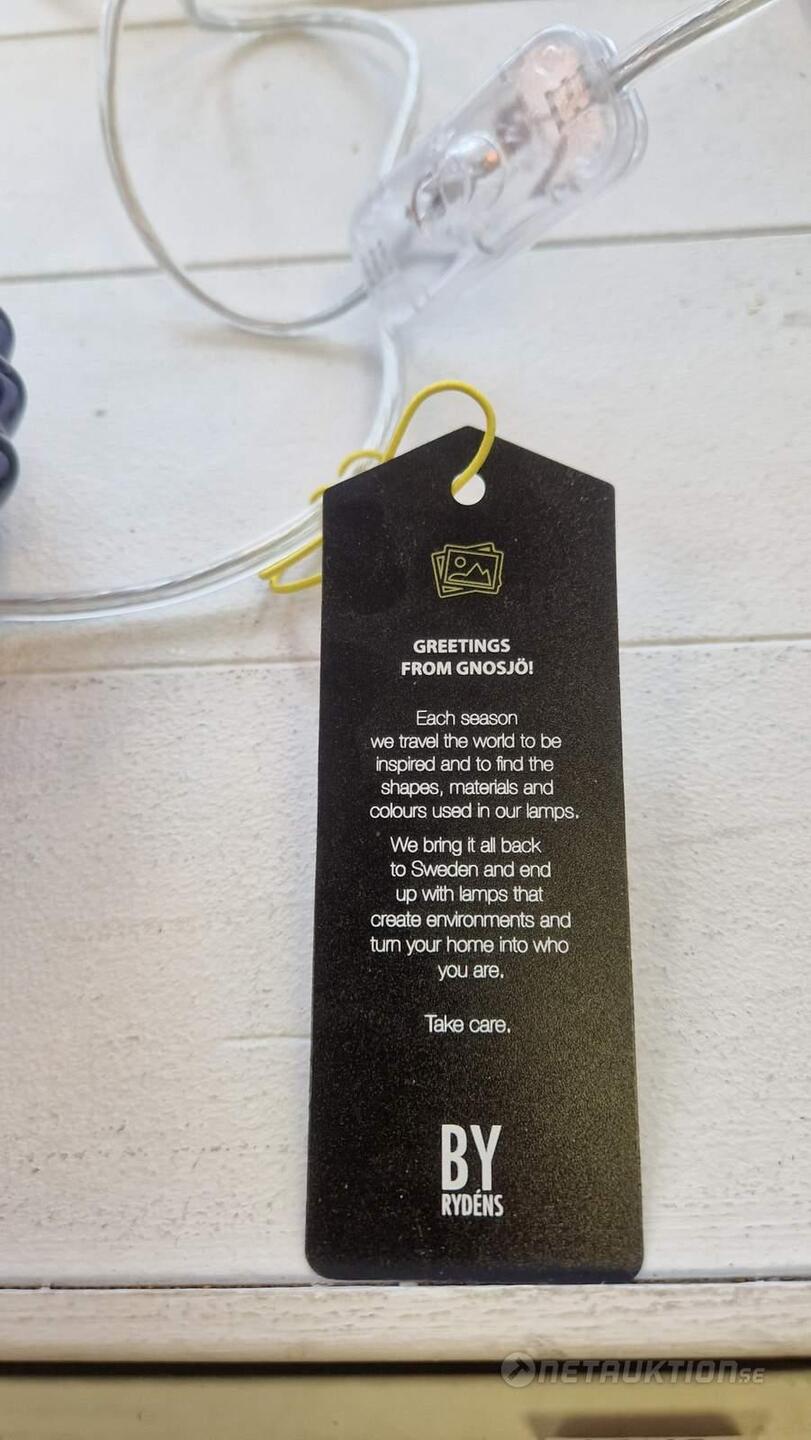 GREETINGS
FROM GNOSJÖ!
Each season
we travel the world to be
inspired and to find the
shapes, materials and
colours used in our lamps.
We bring it all back
to Sweden and end
up with lamps that
create environments and
turn your home into who
you are.
Take care.
BY
RYDÉNS
NETAUKTION.SE